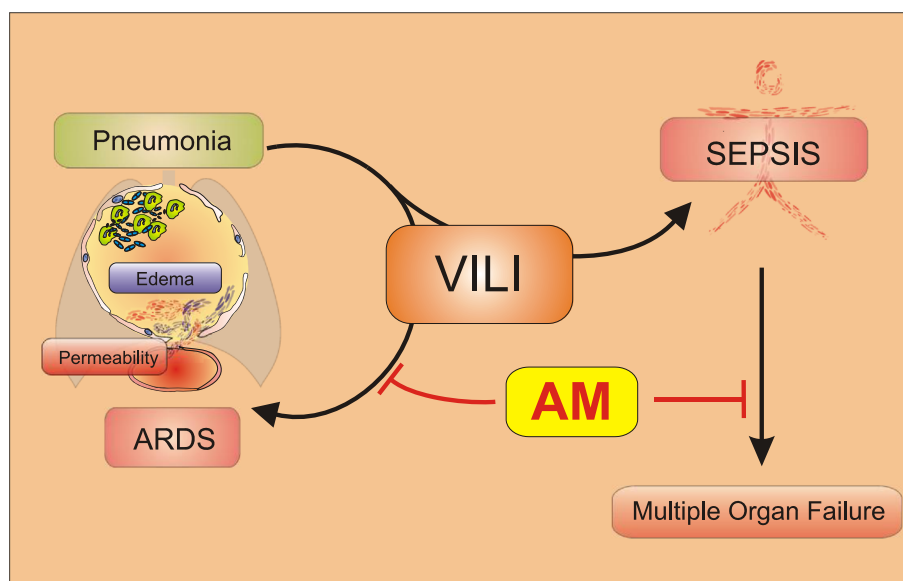 Pneumonia
SEPSIS
Edema
VILI
Permeability
AM
ARDS
Multiple Organ Failure